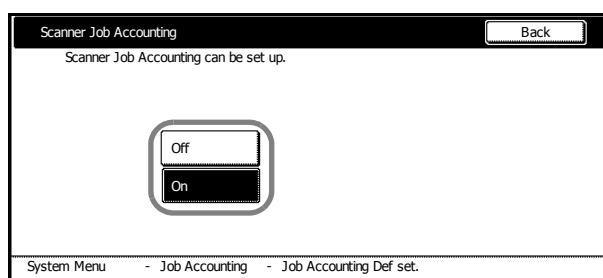 Scanner Job Accounting Back
Scanner Job Accounting can be set up.
Off
On
System Menu - Job Accounting - Job Accounting Def set.